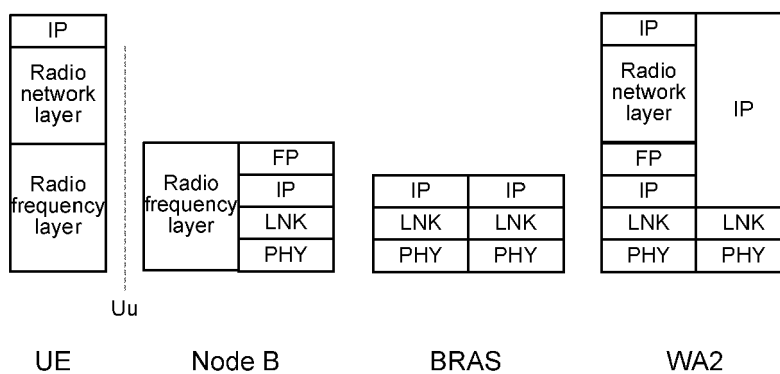 IP
Radio
network
layer
Radio
frequency
layer
Uu
UE
Radio
frequency
layer
FP
IP
LNK
PHY
Node B
IP
LNK
PHY
IP
LNK
PHY
BRAS
IP
Radio
network
layer
FP
IP
LNK
PHY
IP
LNK
PHY
WA2